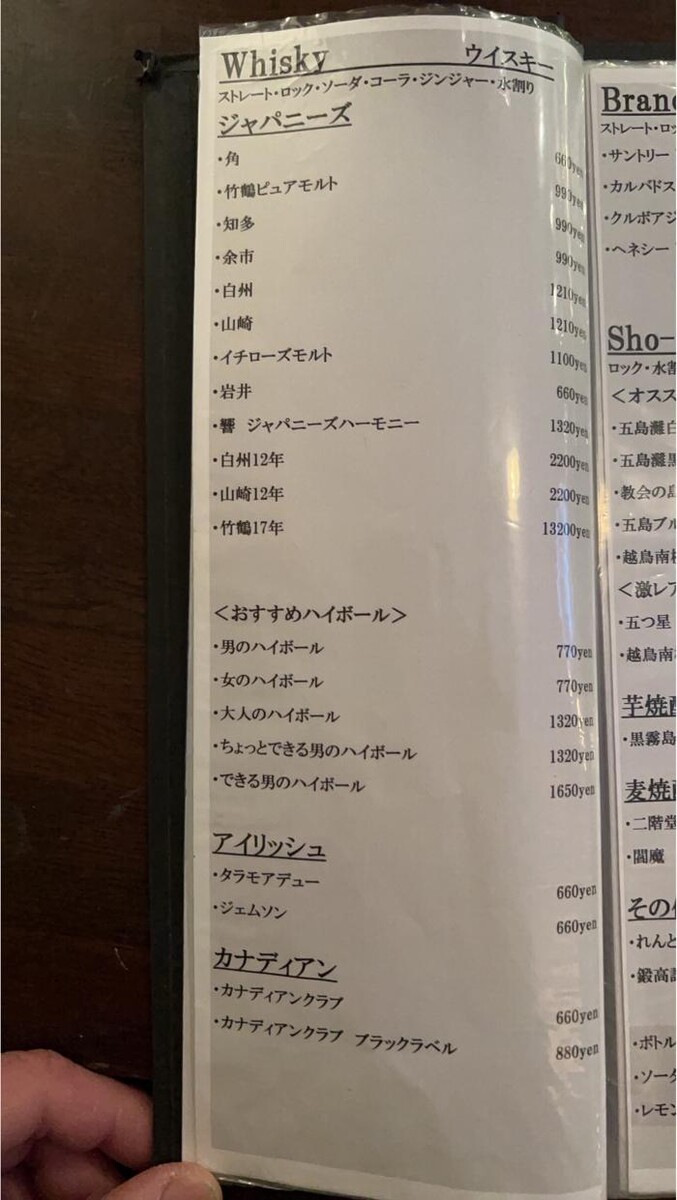 Whisky ウイスキー
ストレート・ロック・ソーダ・コーラ・ジンジャー・水割り
ジャパニーズ
・角 660yen
・竹鶴ピュアモルト 990yen
・知多 990yen
・余市 990yen
・白州 1210yen
・山崎 1210yen
・イチローズモルト 1100yen
・岩井 660yen
・響 ジャパニーズハーモニー 1320yen
・白州12年 2200yen
・山崎12年 2200yen
・竹鶴17年 13200yen
＜おすすめハイボール＞
・男のハイボール 770yen
・女のハイボール 770yen
・大人のハイボール 1320yen
・ちょっとできる男のハイボール 1320yen
・できる男のハイボール 1650yen
アイリッシュ
・タラモアデュー 660yen
・ジェムソン 660yen
カナディアン
・カナディアンクラブ 660yen
・カナディアンクラブ ブラックラベル 880yen
Bran
ストレート・ロッ
・サントリー
・カルバドス
・クルボアジ
・ヘネシー
Sho-
ロック・水割
＜オスス
・五島灘白
・五島灘黒
・教会の島
・五島ブル
・越鳥南
＜激レア
・五つ星
・越鳥南
芋焼酎
・黒霧島
麦焼酎
・二階堂
・閻魔
その他
・れんと
・鍛高譚
・ボトル
・ソーダ
・レモン